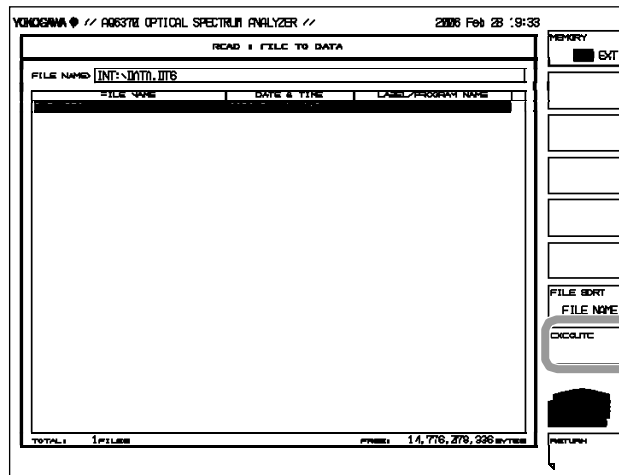 YOKOGAWA // AQ6370 OPTICAL SPECTRUM ANALYZER // 2006 Feb 28 19:33
READ : FILE TO DATA
FILE NAME INT:\DATA.DT6
FILE NAME DATE & TIME LABEL/PROGRAM NAME
TOTAL: 1FILES FREE: 14,776,279,336 BYTES
MEMORY
EXT
FILE SORT
FILE NAME
EXECUTE
RETURN